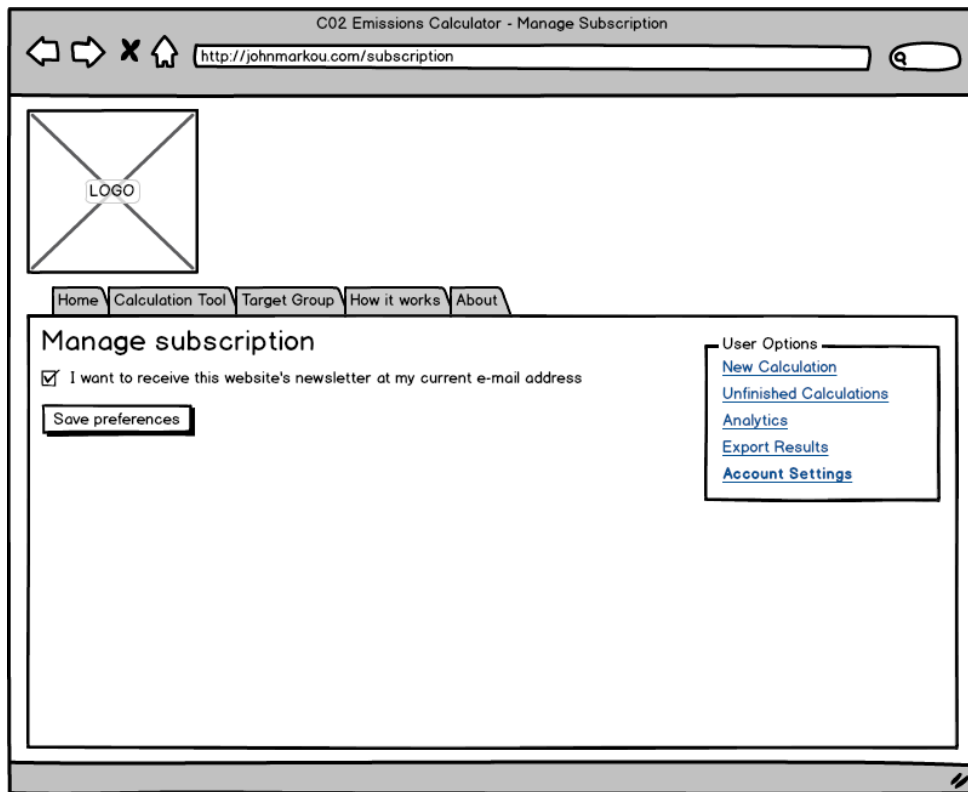 C02 Emissions Calculator - Manage Subscription
http://johnmarkou.com/subscription
LOGO
Home Calculation Tool Target Group How it works About
Manage subscription
I want to receive this website's newsletter at my current e-mail address
Save preferences
User Options
New Calculation
Unfinished Calculations
Analytics
Export Results
Account Settings